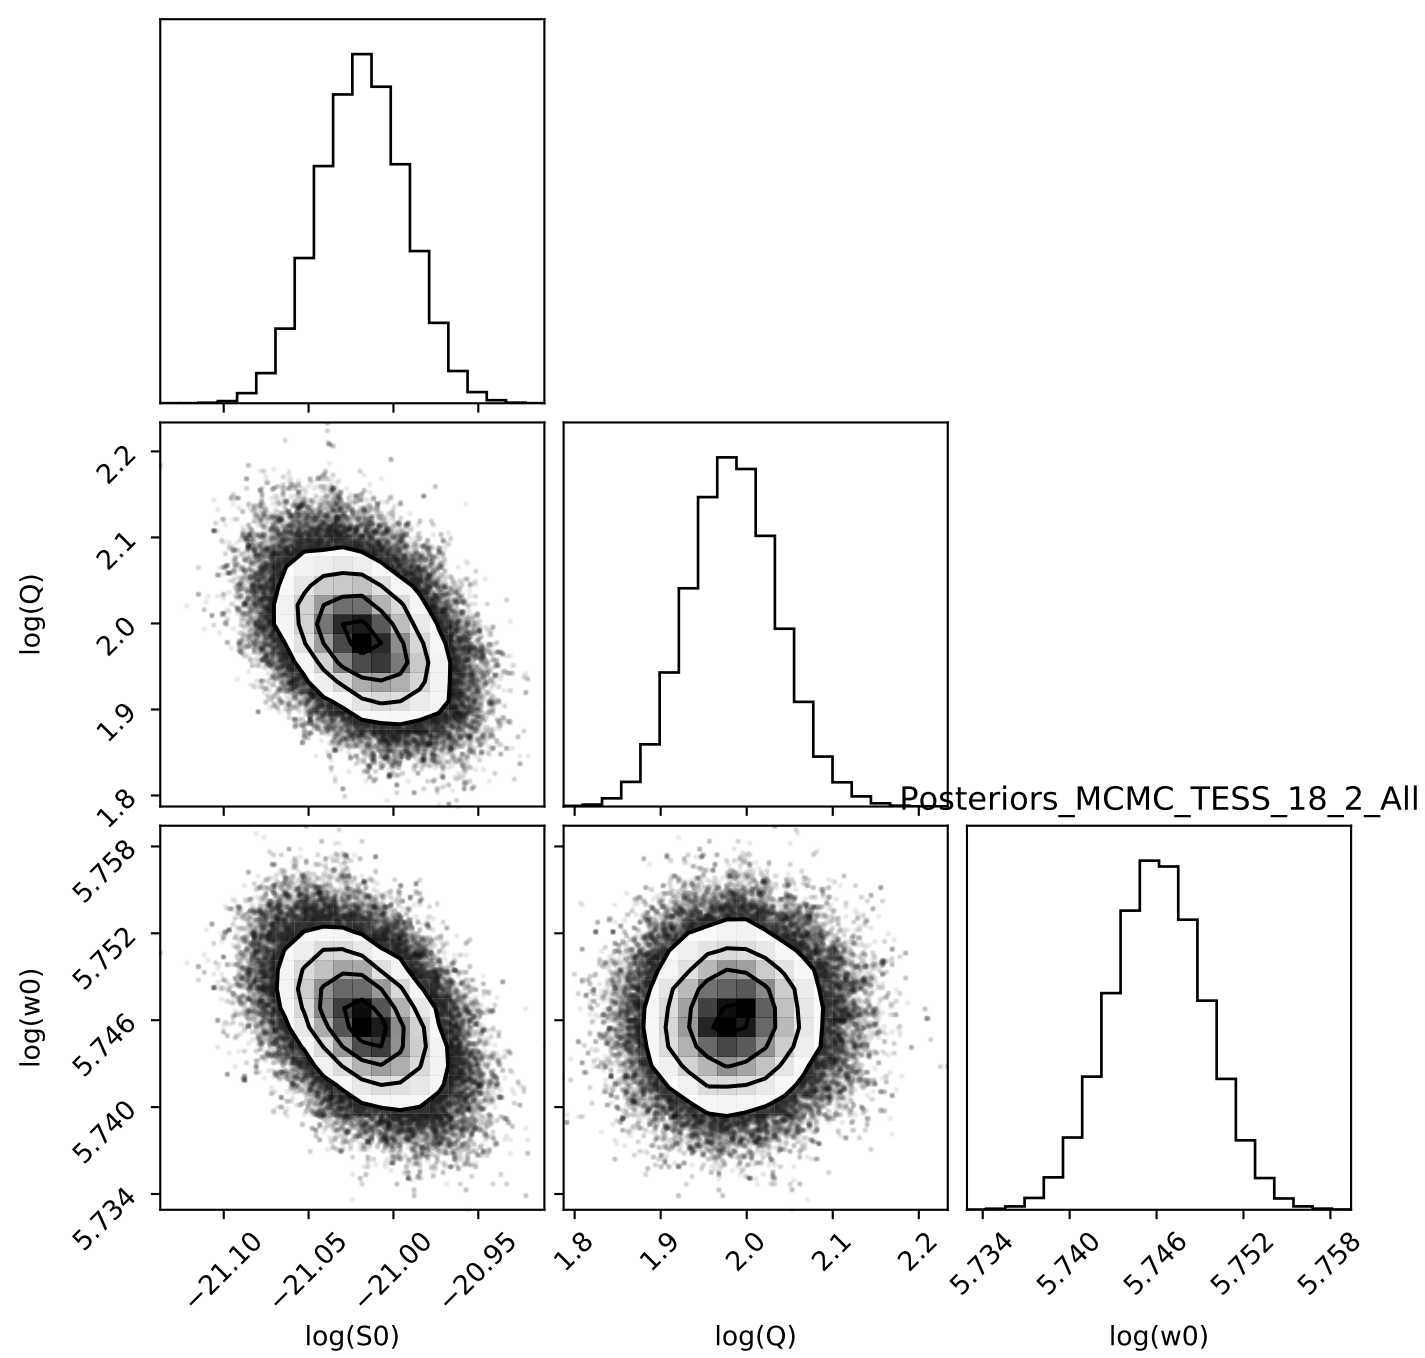 2.2
2.1
2.0
1.9
1.8
log(Q)
Posteriors_MCMC_TESS_18_2_All
5.758
5.752
5.746
5.740
5.734
log(w0)
−21.10 −21.05 −21.00 −20.95 1.8 1.9 2.0 2.1 2.2 5.734 5.740 5.746 5.752 5.758
log(S0) log(Q) log(w0)